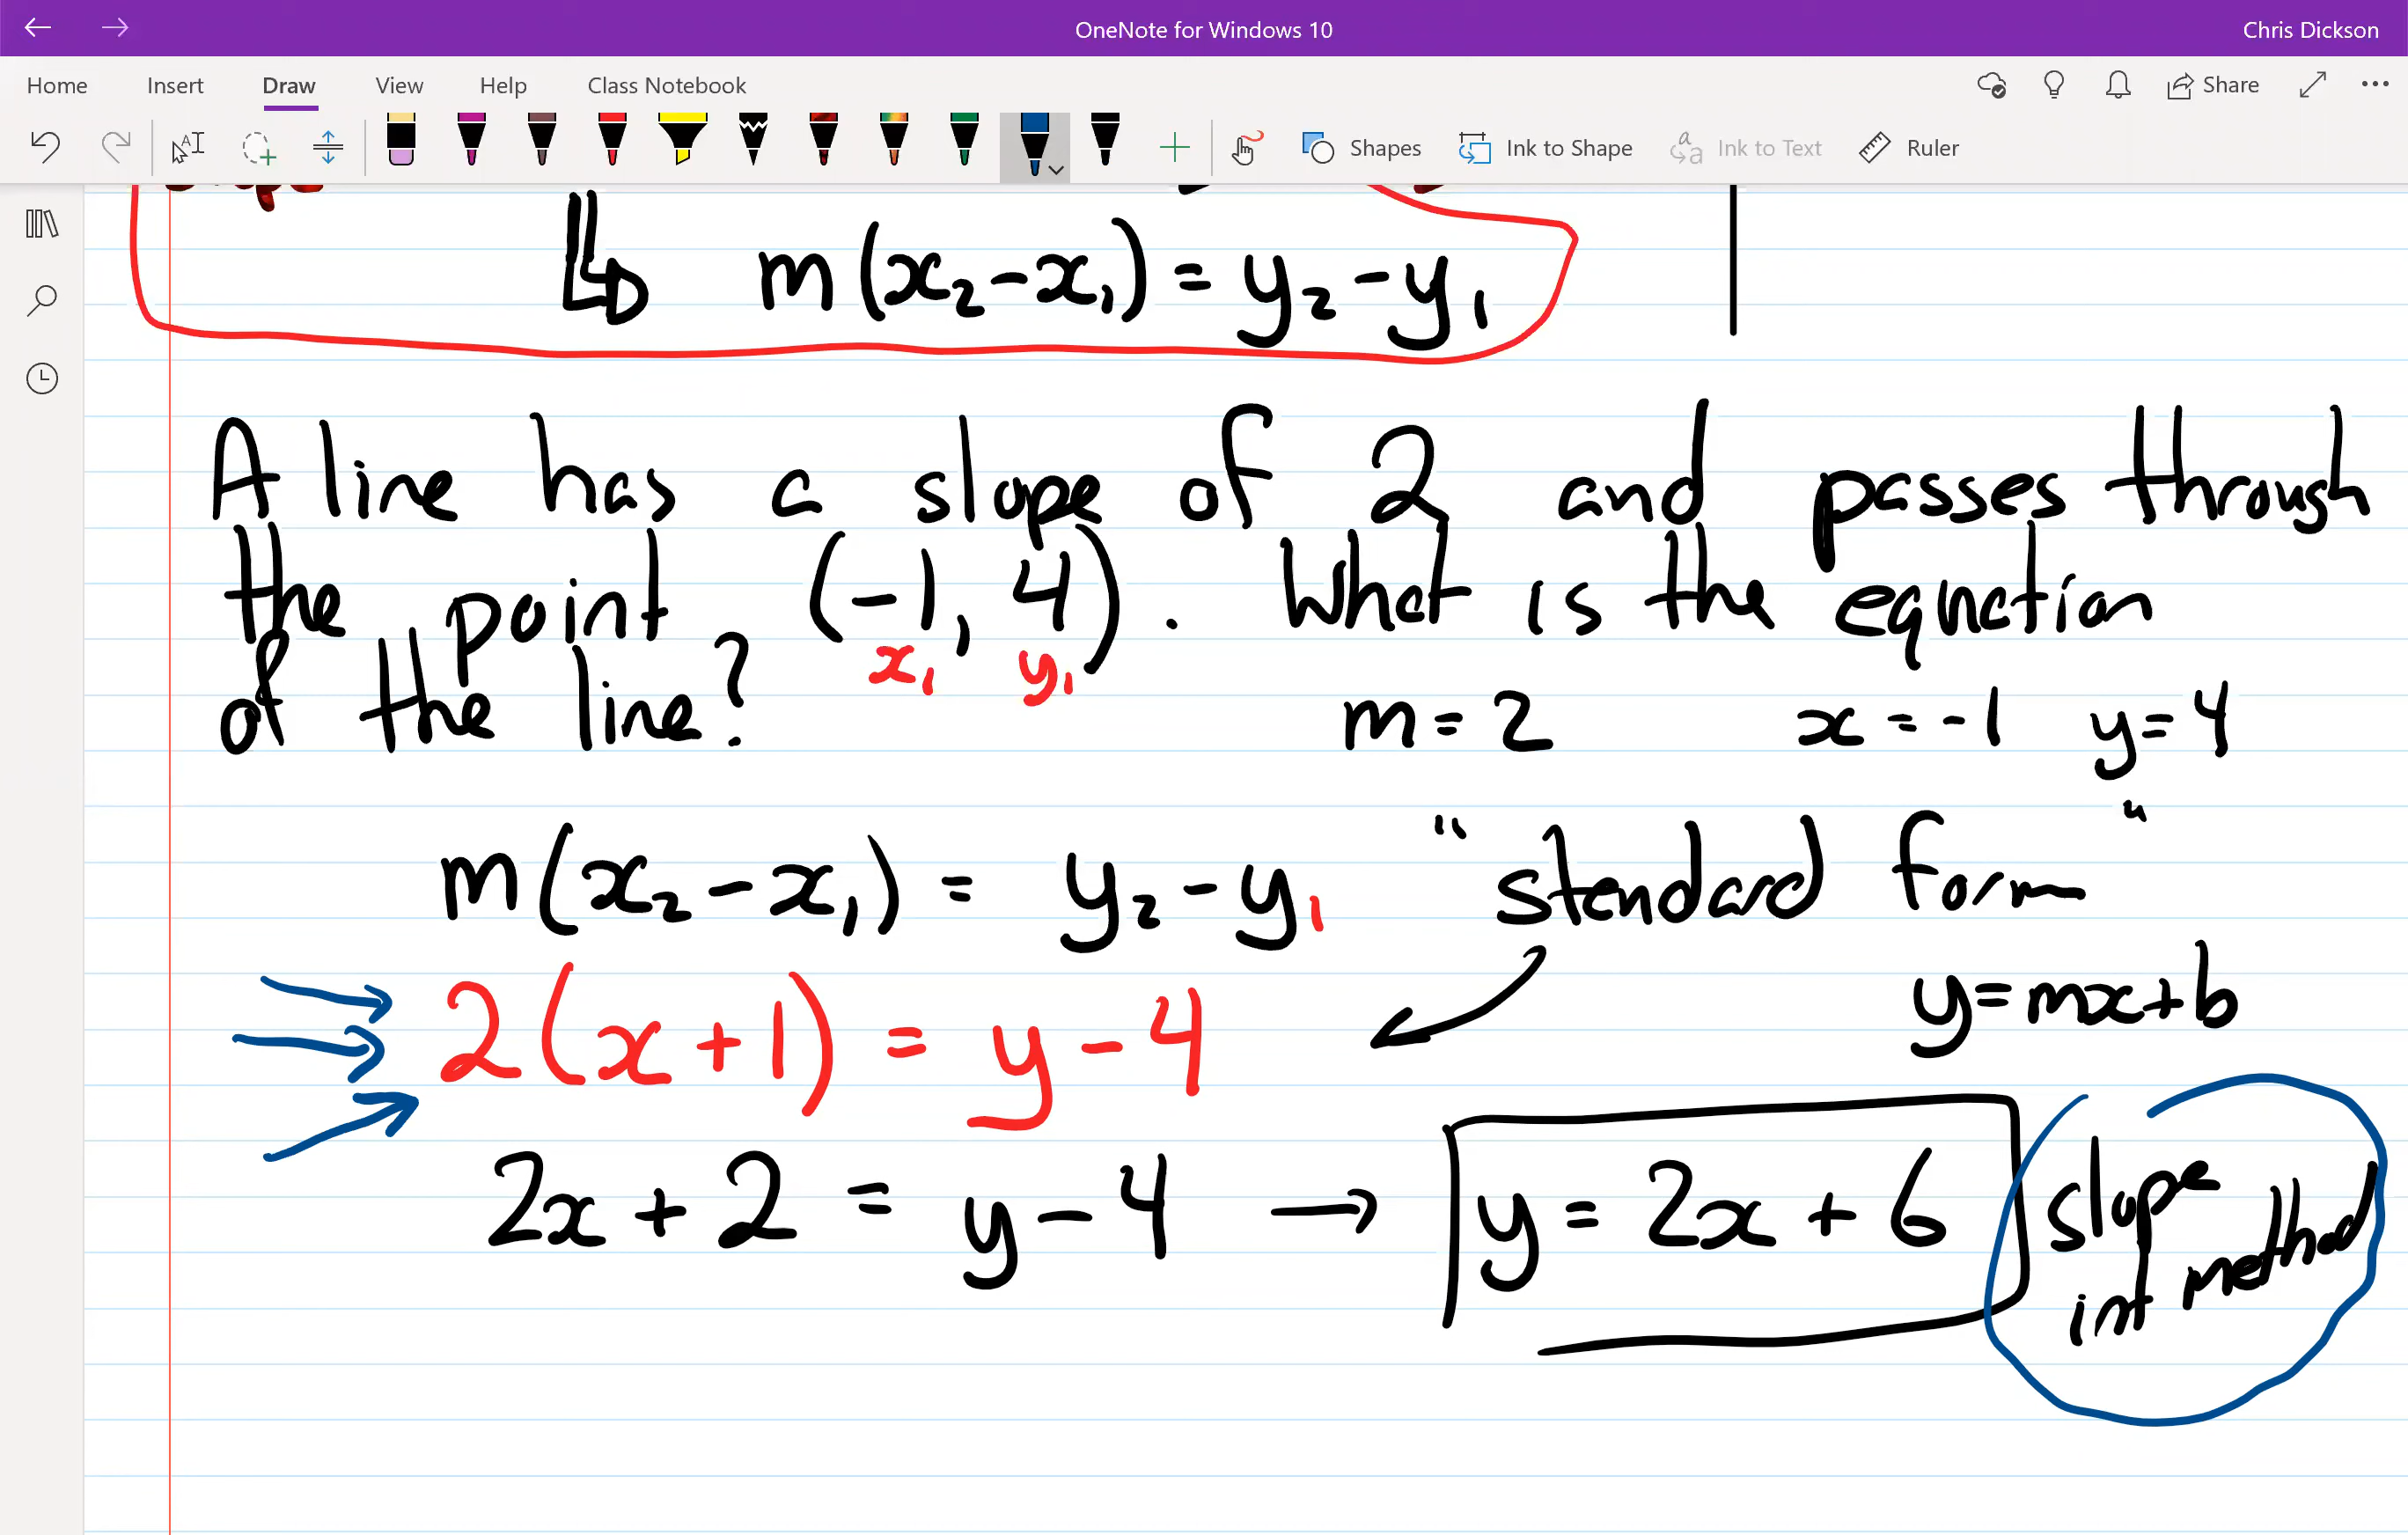 OneNote for Windows 10
Chris Dickson
Home Insert Draw View Help Class Notebook Share
Shapes Ink to Shape Ink to Text Ruler
m(x₂-x₁) = y₂-y₁
A line has a slope of 2 and passes through
the point (-1, 4). What is the equation
x₁ y₁
of the line? m=2 x=-1 y=4
m(x₂-x₁) = y₂-y₁ "standard form"
y=mx+b
2(x+1) = y-4
2x+2 = y-4 → y = 2x+6 slope
int method